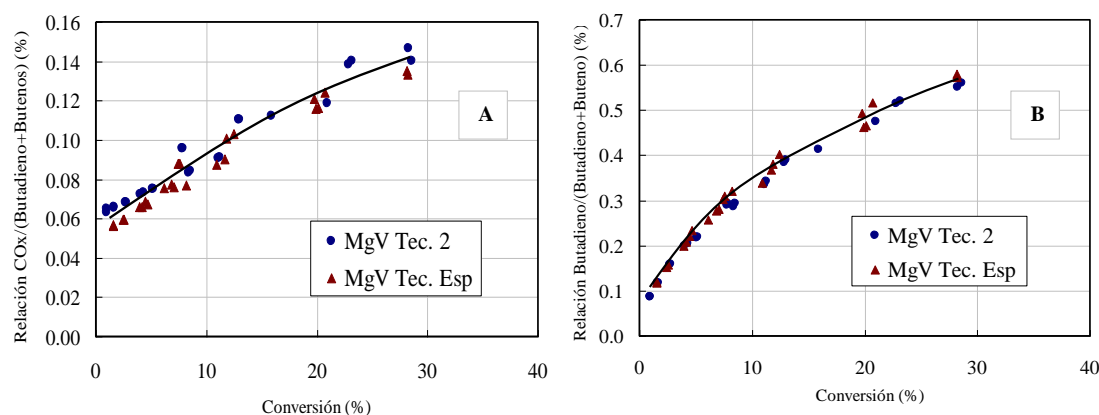 Relación COx/(Butadieno+Butenos) (%)
0.16
0.14
0.12
0.10
0.08
0.06
0.04
0.02
0.00
A
MgV Tec. 2
MgV Tec. Esp
0 10 20 30 40
Conversión (%)
Relación Butadieno/(Butadieno+Buteno) (%)
0.7
0.6
0.5
0.4
0.3
0.2
0.1
0.0
B
MgV Tec. 2
MgV Tec. Esp
0 10 20 30 40
Conversión (%)